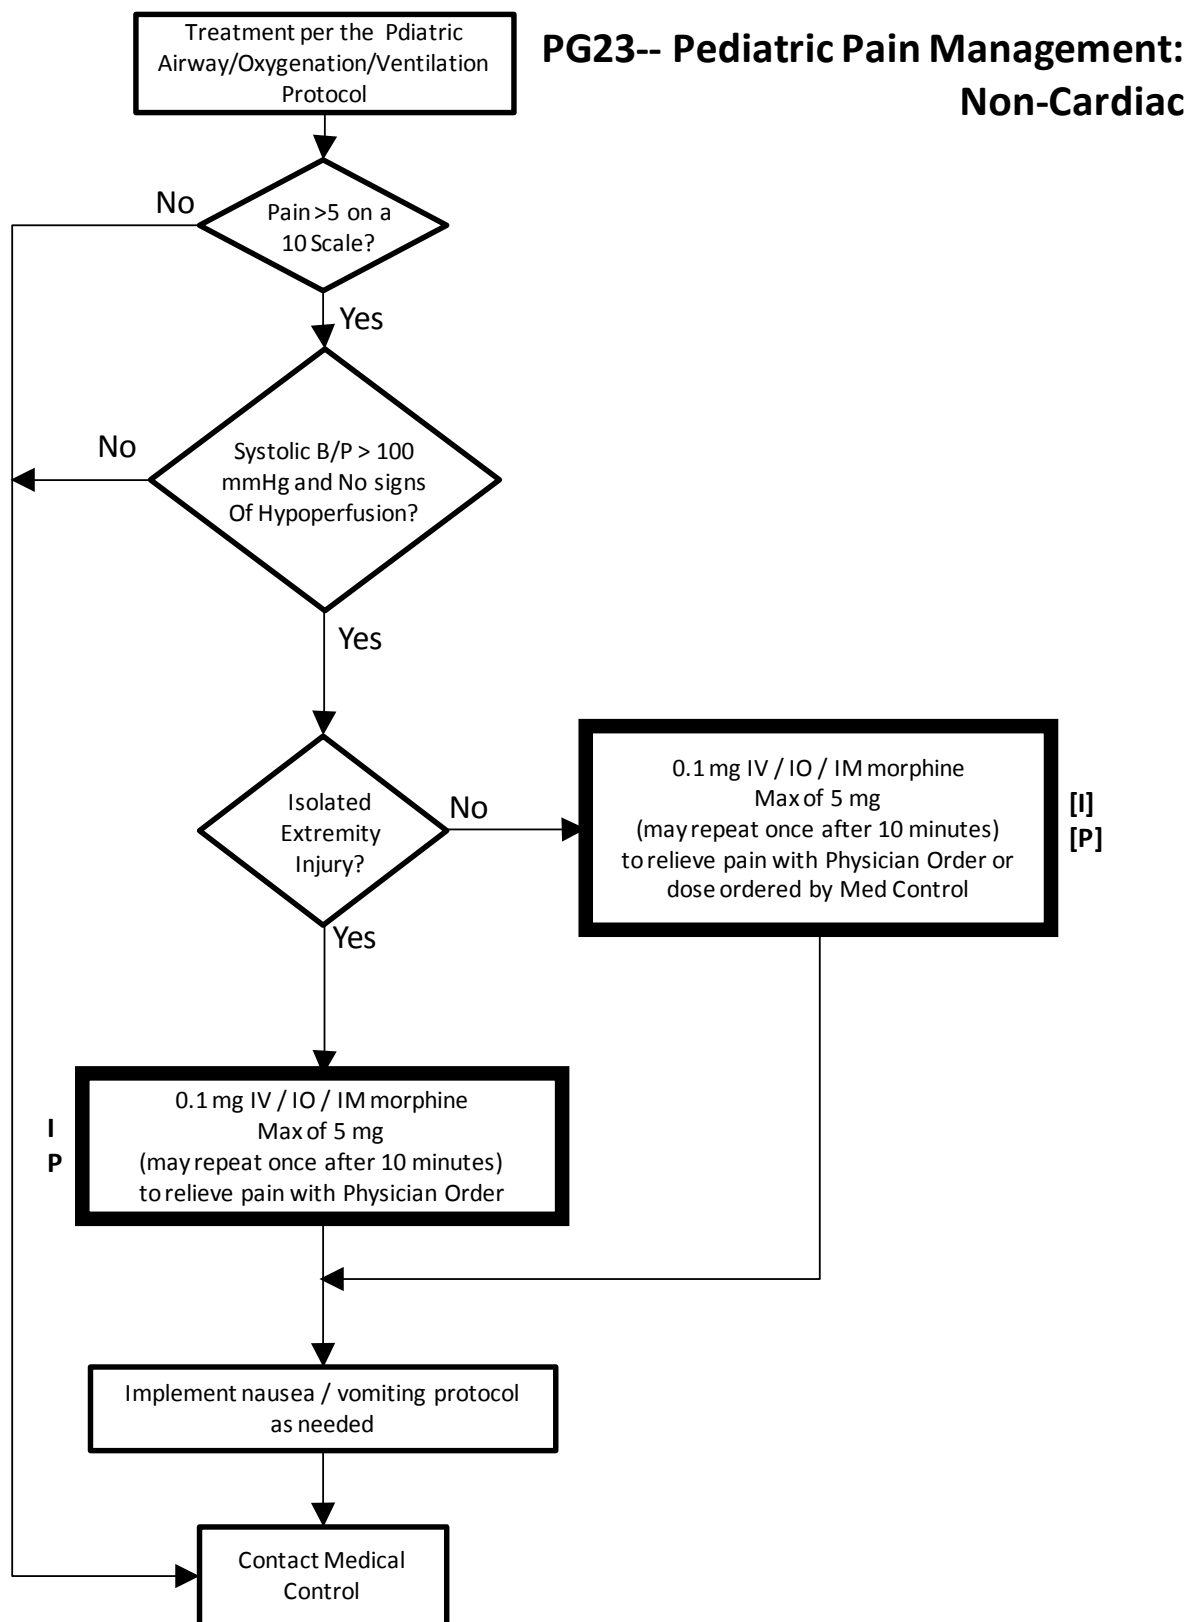 PG23-- Pediatric Pain Management:
Non-Cardiac
Treatment per the Pdiatric
Airway/Oxygenation/Ventilation
Protocol
No
Pain >5 on a
10 Scale?
Yes
No
Systolic B/P > 100
mmHg and No signs
Of Hypoperfusion?
Yes
Isolated
Extremity
Injury?
No
0.1 mg IV / IO / IM morphine
Max of 5 mg
(may repeat once after 10 minutes)
to relieve pain with Physician Order or
dose ordered by Med Control
[I]
[P]
Yes
I
P
0.1 mg IV / IO / IM morphine
Max of 5 mg
(may repeat once after 10 minutes)
to relieve pain with Physician Order
Implement nausea / vomiting protocol
as needed
Contact Medical
Control